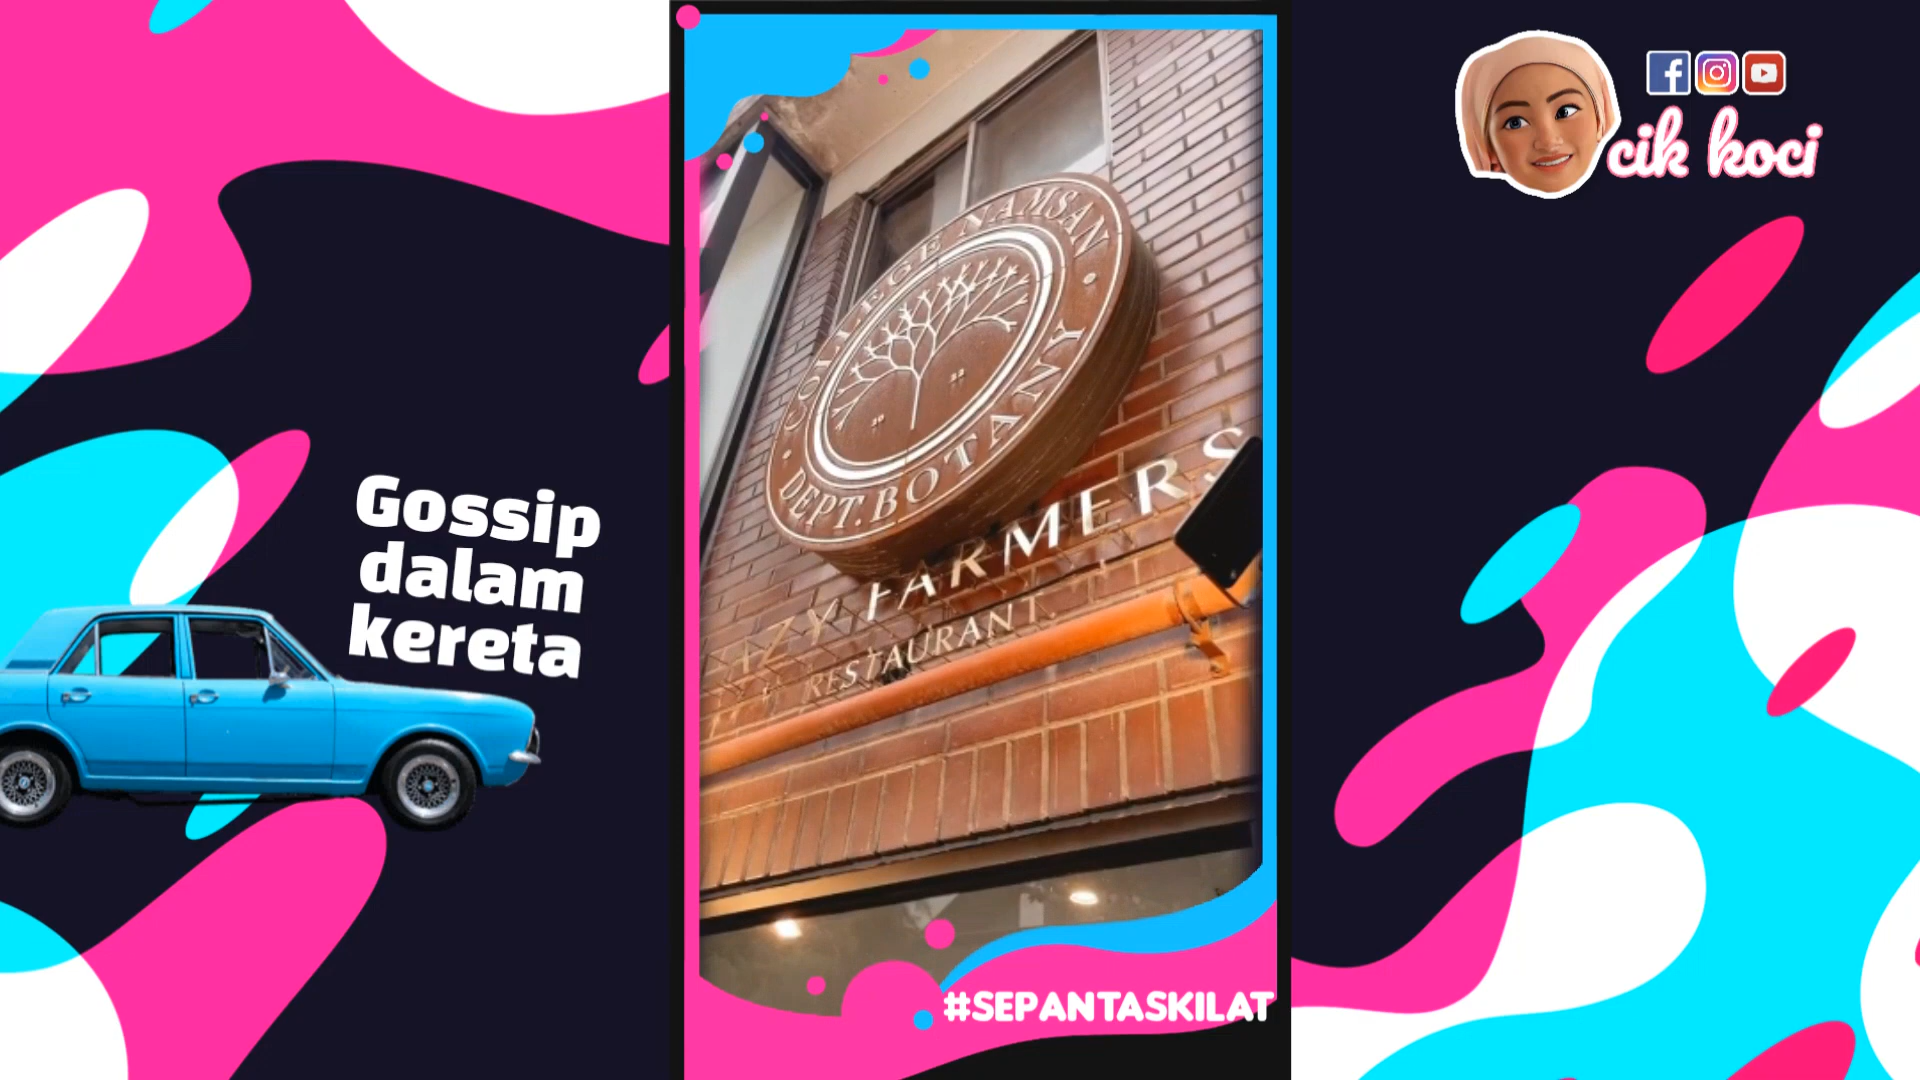 Gossip
dalam
kereta
COLLEGE NAMSAN
DEPT. BOTANY
FARMERS
RESTAURANT.
#SEPANTASKILAT
cik koci